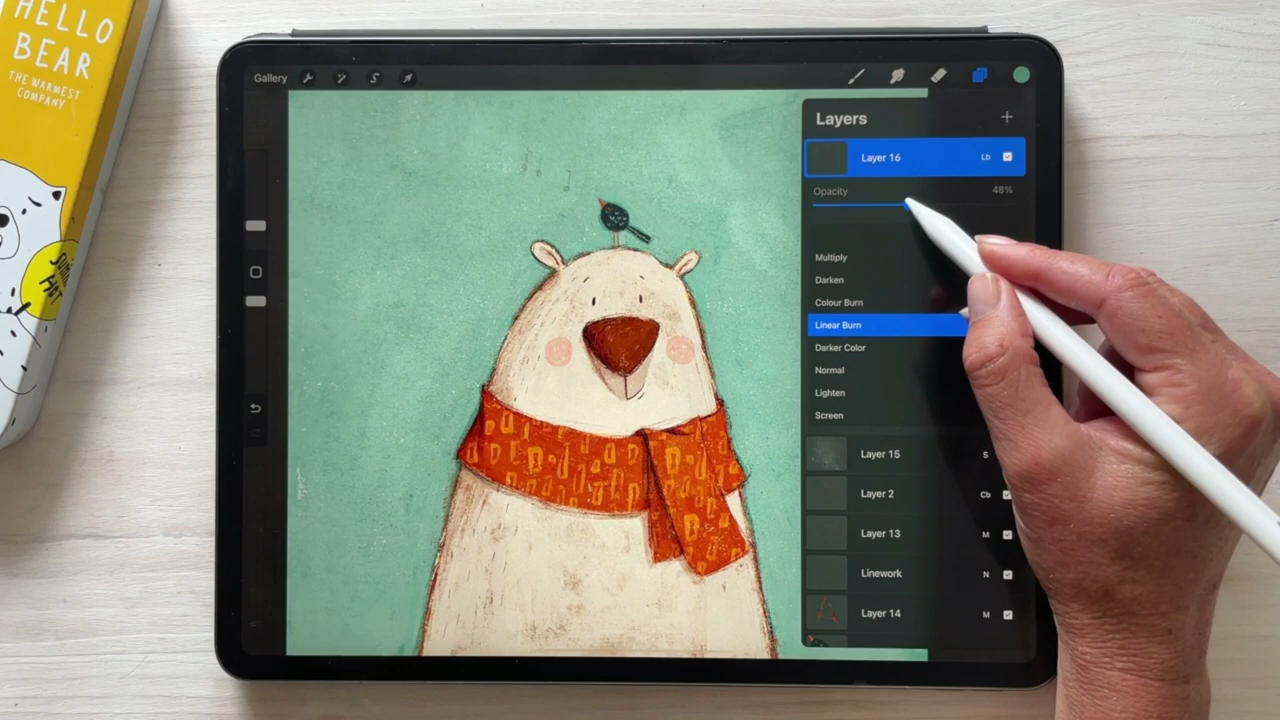 HELLO
BEAR
THE WARMEST
COMPANY
Gallery
Layers
Layer 16 Lb
Opacity 48%
Multiply
Darken
Colour Burn
Linear Burn
Darker Color
Normal
Lighten
Screen
Layer 15 S
Layer 2 Cb
Layer 13 M
Linework N
Layer 14 M